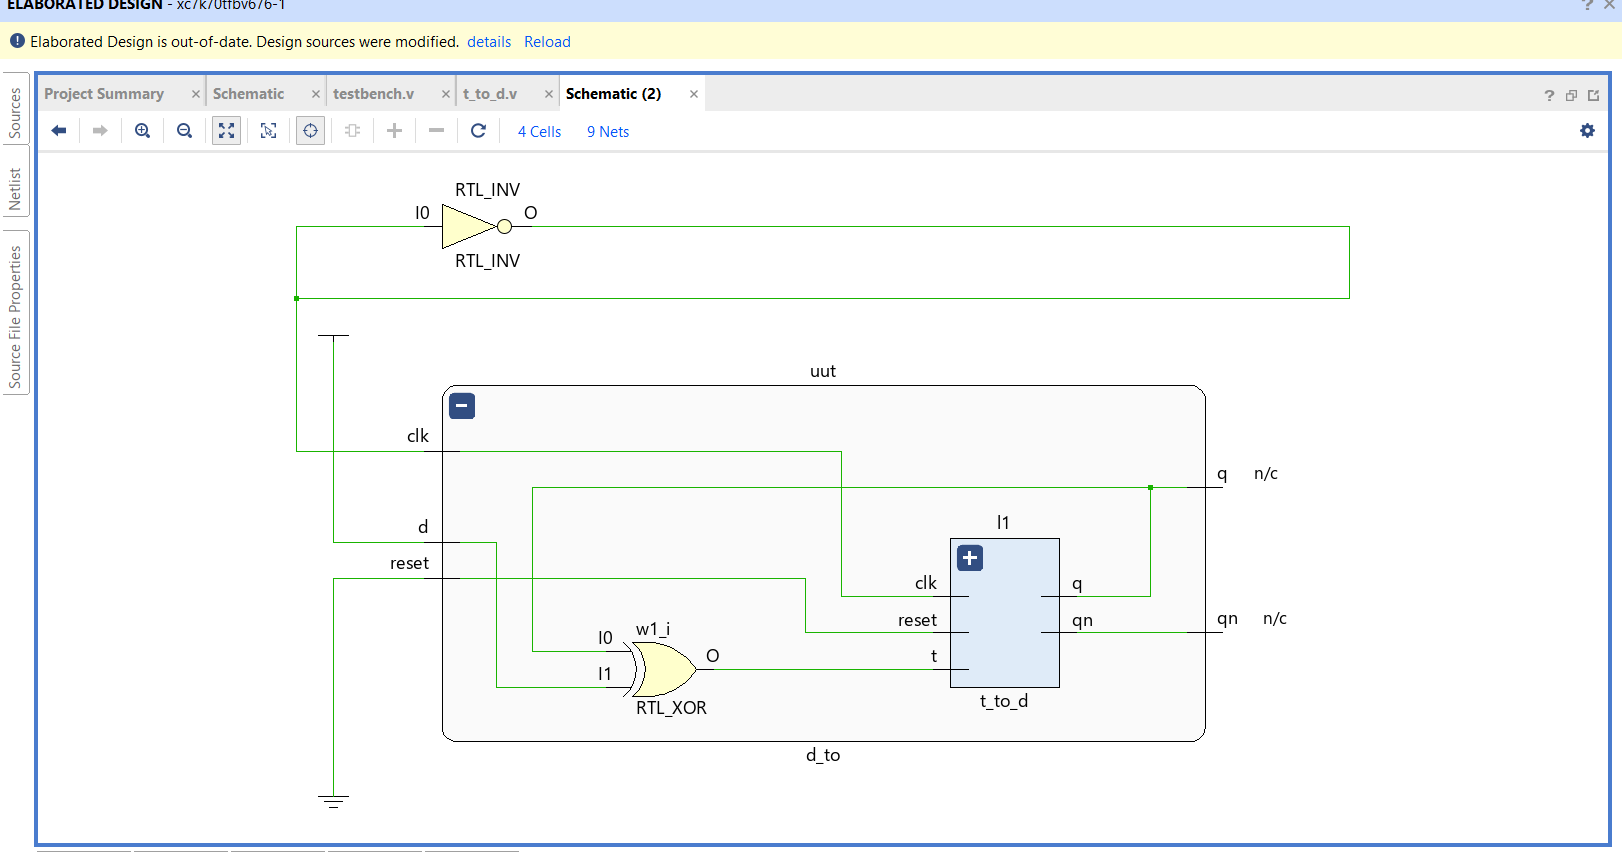 ELABORATED DESIGN - xc7k70tfbv676-1
Elaborated Design is out-of-date. Design sources were modified. details Reload
Sources
Netlist
Source File Properties
Project Summary
Schematic
testbench.v
t_to_d.v
Schematic (2)
4 Cells
9 Nets
RTL_INV
I0
O
RTL_INV
uut
clk
q n/c
l1
d
reset
clk
q
reset
qn
qn n/c
w1_i
I0
O
t
I1
RTL_XOR
t_to_d
d_to